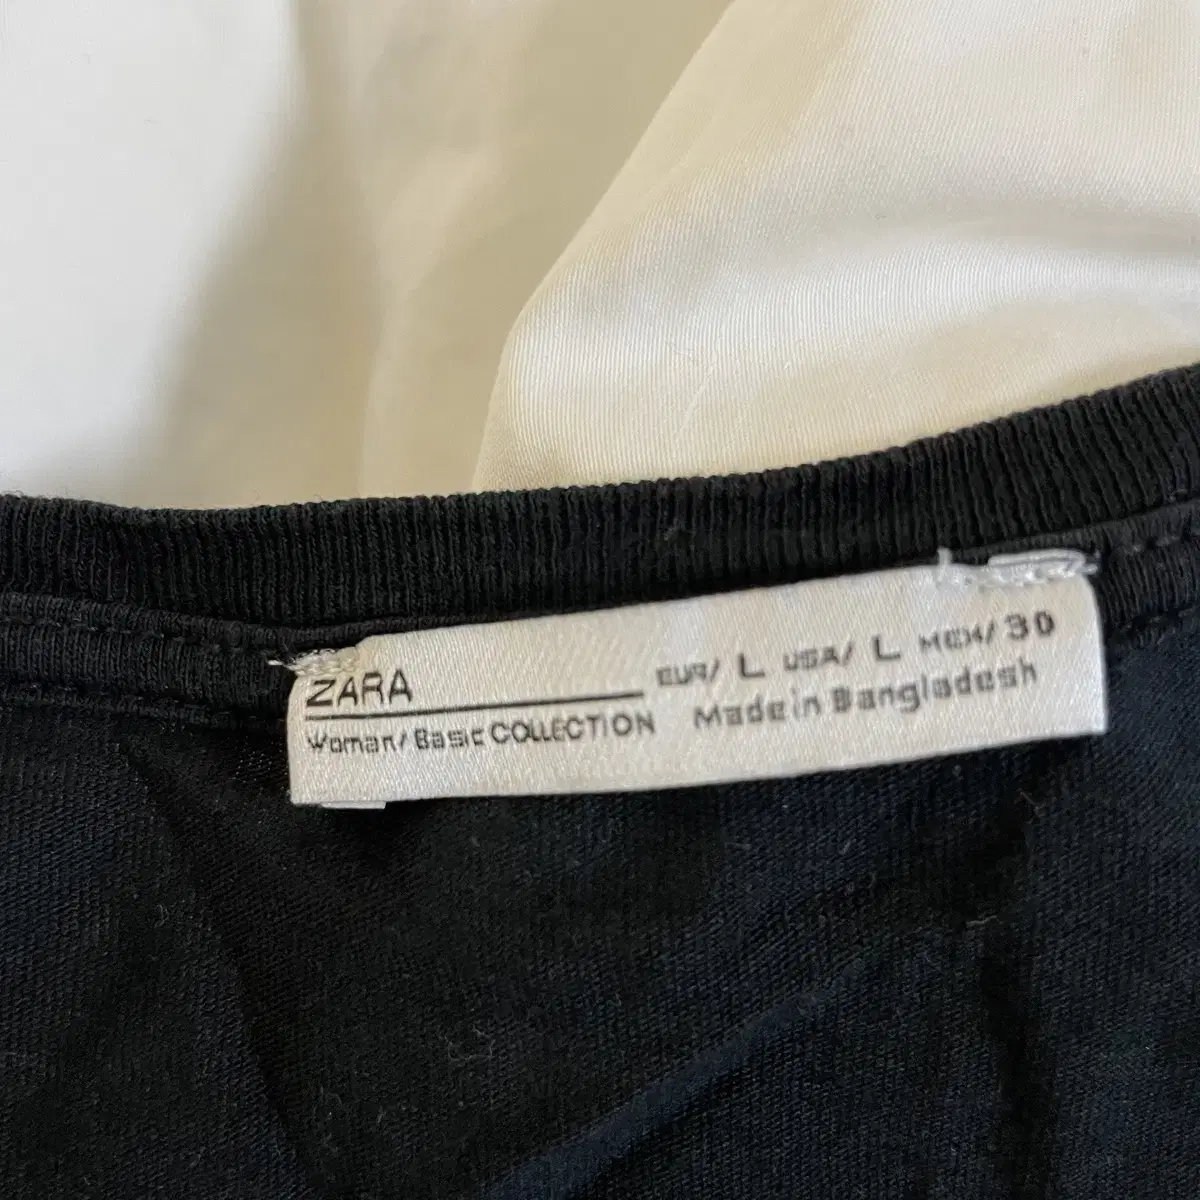 ZARA
Woman/ Basic COLLECTION
EUR/ L USA/ L MEX/ 30
Made in Bangladesh